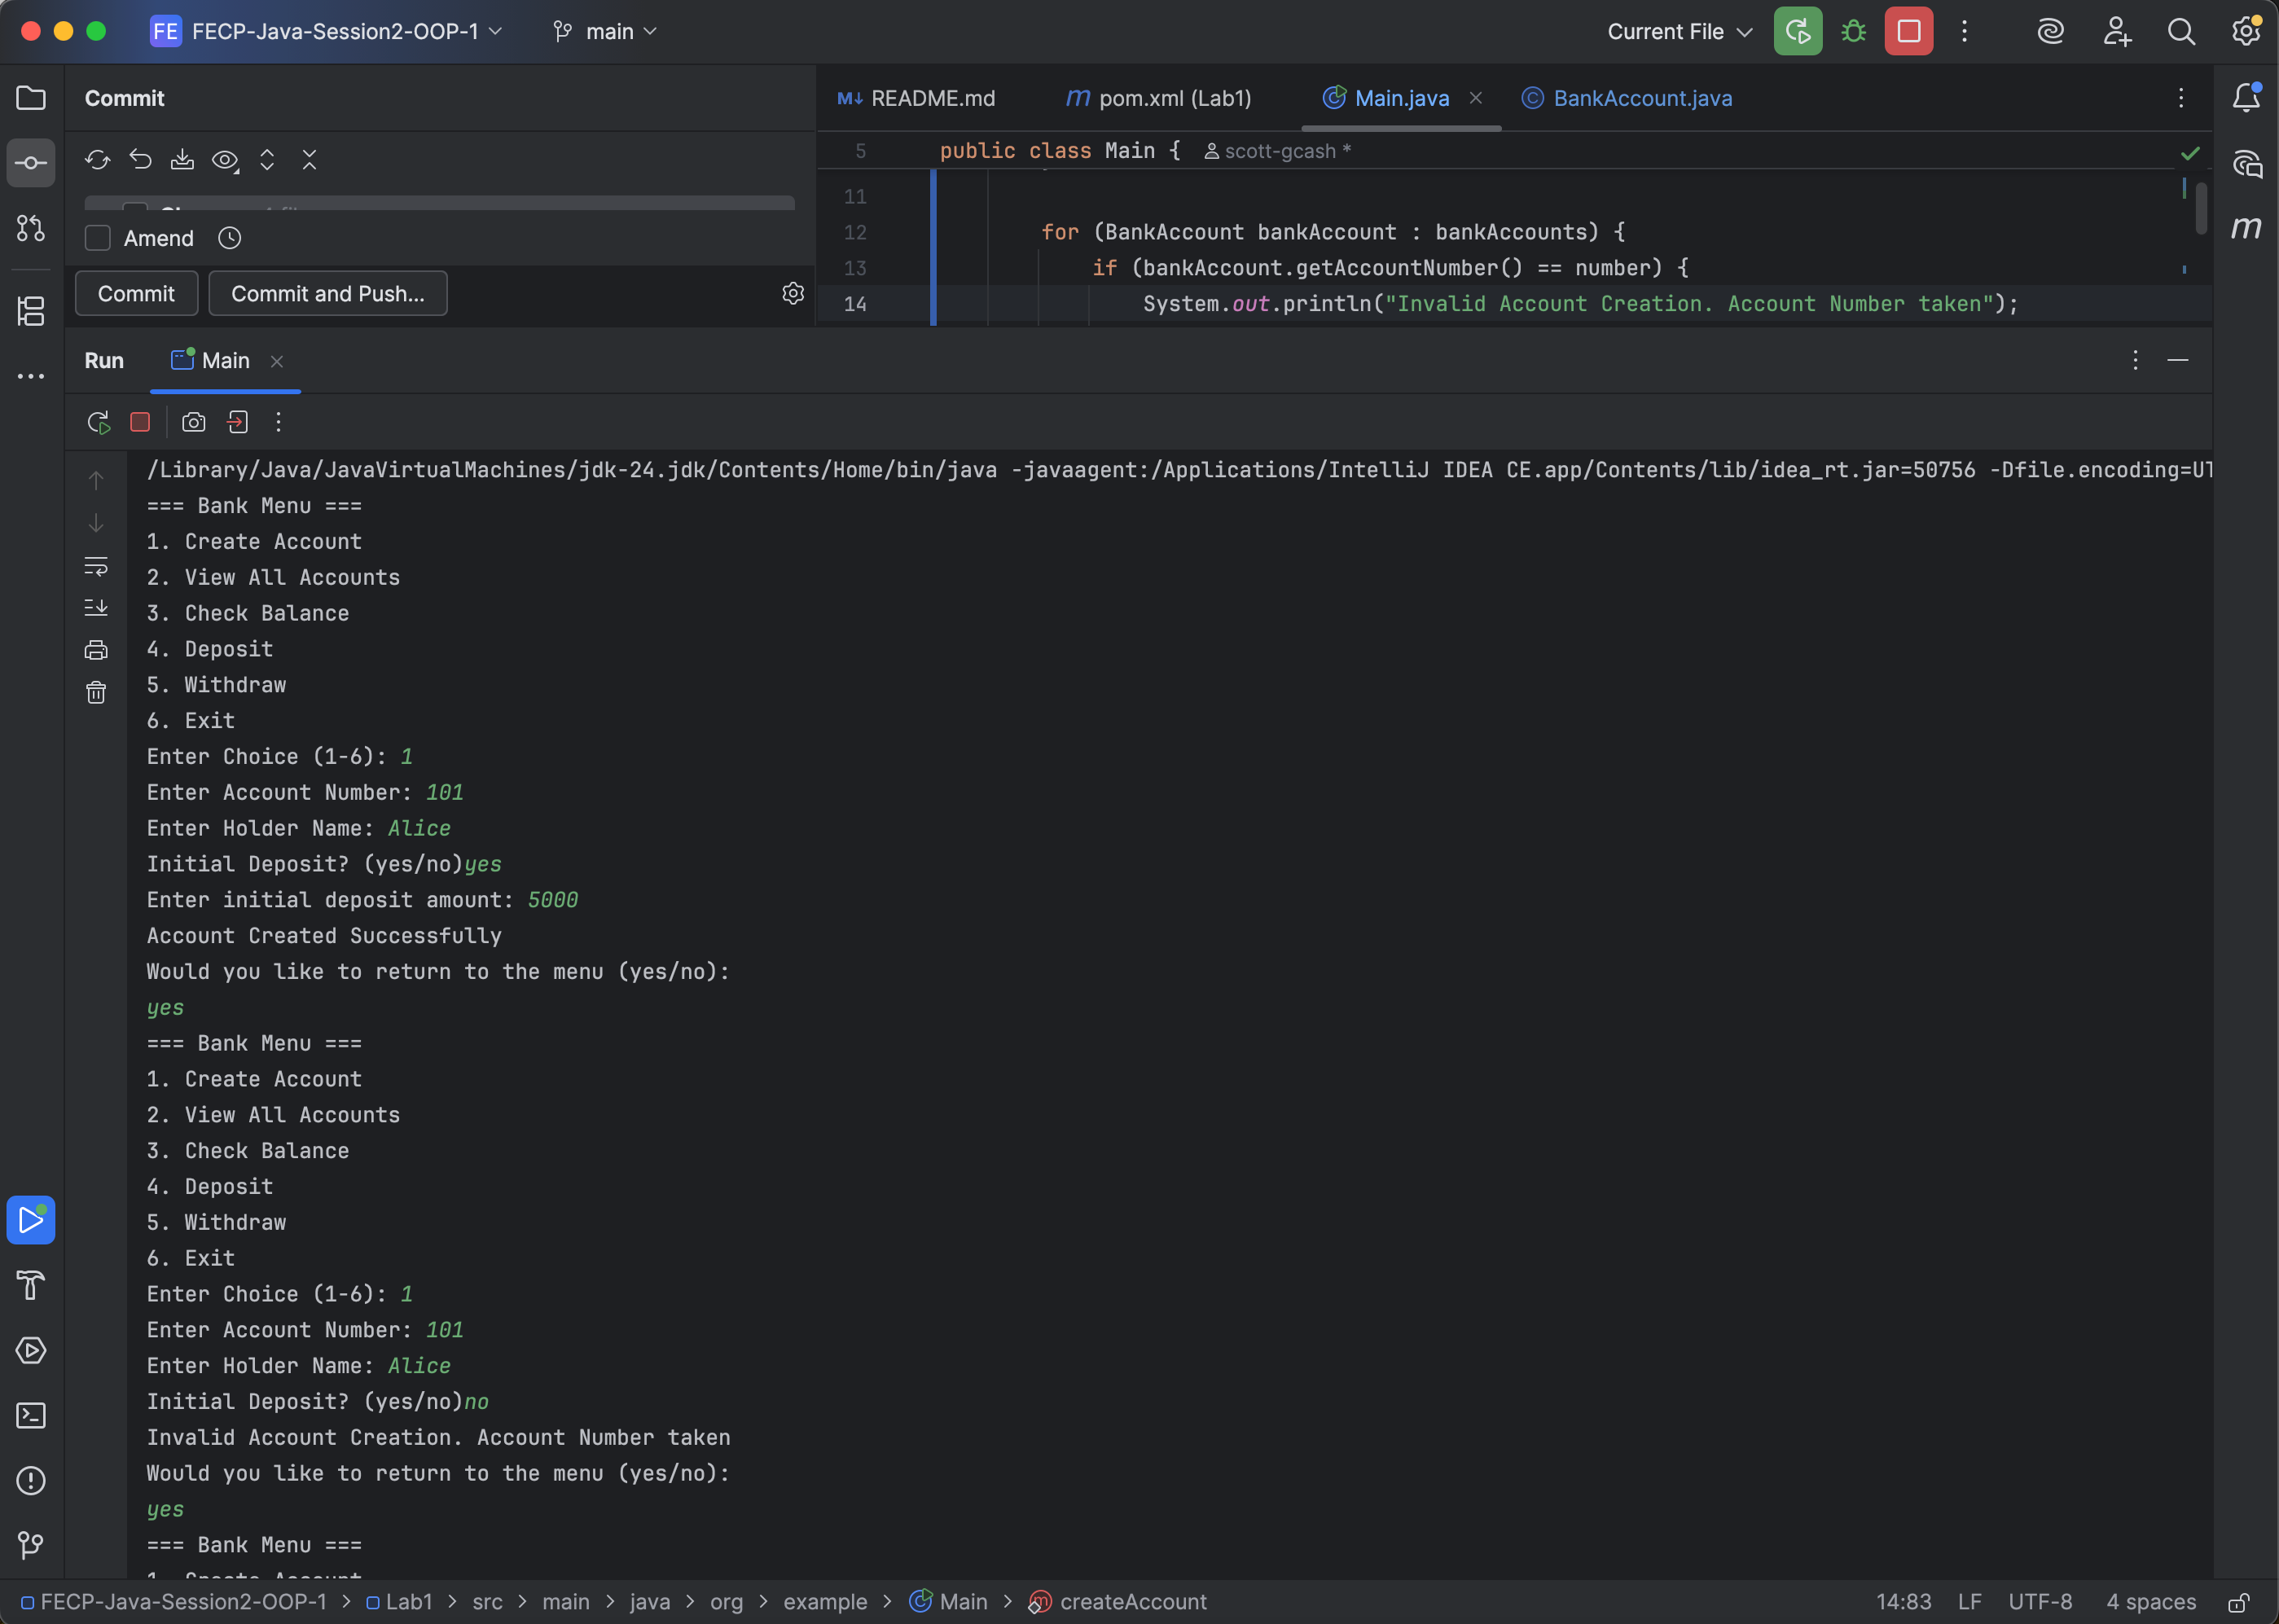 FE FECP-Java-Session2-OOP-1 main Current File
Commit
README.md pom.xml (Lab1) Main.java BankAccount.java
5 public class Main { scott-gcash *
11
12 for (BankAccount bankAccount : bankAccounts) {
13 if (bankAccount.getAccountNumber() == number) {
14 System.out.println("Invalid Account Creation. Account Number taken");
Amend
Commit Commit and Push...
Run Main
/Library/Java/JavaVirtualMachines/jdk-24.jdk/Contents/Home/bin/java -javaagent:/Applications/IntelliJ IDEA CE.app/Contents/lib/idea_rt.jar=50756 -Dfile.encoding=UT
=== Bank Menu ===
1. Create Account
2. View All Accounts
3. Check Balance
4. Deposit
5. Withdraw
6. Exit
Enter Choice (1-6): 1
Enter Account Number: 101
Enter Holder Name: Alice
Initial Deposit? (yes/no)yes
Enter initial deposit amount: 5000
Account Created Successfully
Would you like to return to the menu (yes/no):
yes
=== Bank Menu ===
1. Create Account
2. View All Accounts
3. Check Balance
4. Deposit
5. Withdraw
6. Exit
Enter Choice (1-6): 1
Enter Account Number: 101
Enter Holder Name: Alice
Initial Deposit? (yes/no)no
Invalid Account Creation. Account Number taken
Would you like to return to the menu (yes/no):
yes
=== Bank Menu ===
1. Create Account
FECP-Java-Session2-OOP-1 > Lab1 > src > main > java > org > example > Main > createAccount 14:83 LF UTF-8 4 spaces